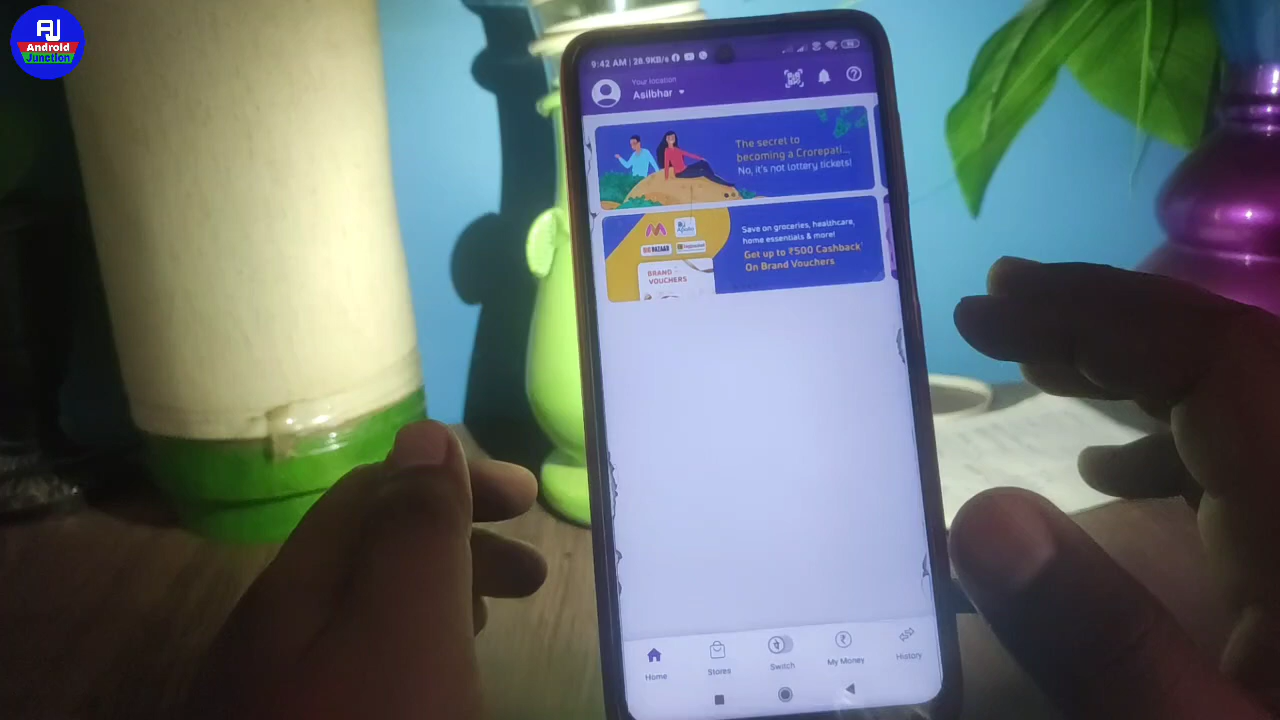 AJ
Android
Junction
9:42 AM | 28.9KB/s
Your location
Asilbhar
The secret to
becoming a Crorepati...
No, it's not lottery tickets!
Save on groceries, healthcare,
home essentials & more!
Get up to ₹500 Cashback
On Brand Vouchers
BIG BAZAAR
BRAND
VOUCHERS
Home
Stores
Switch
My Money
History